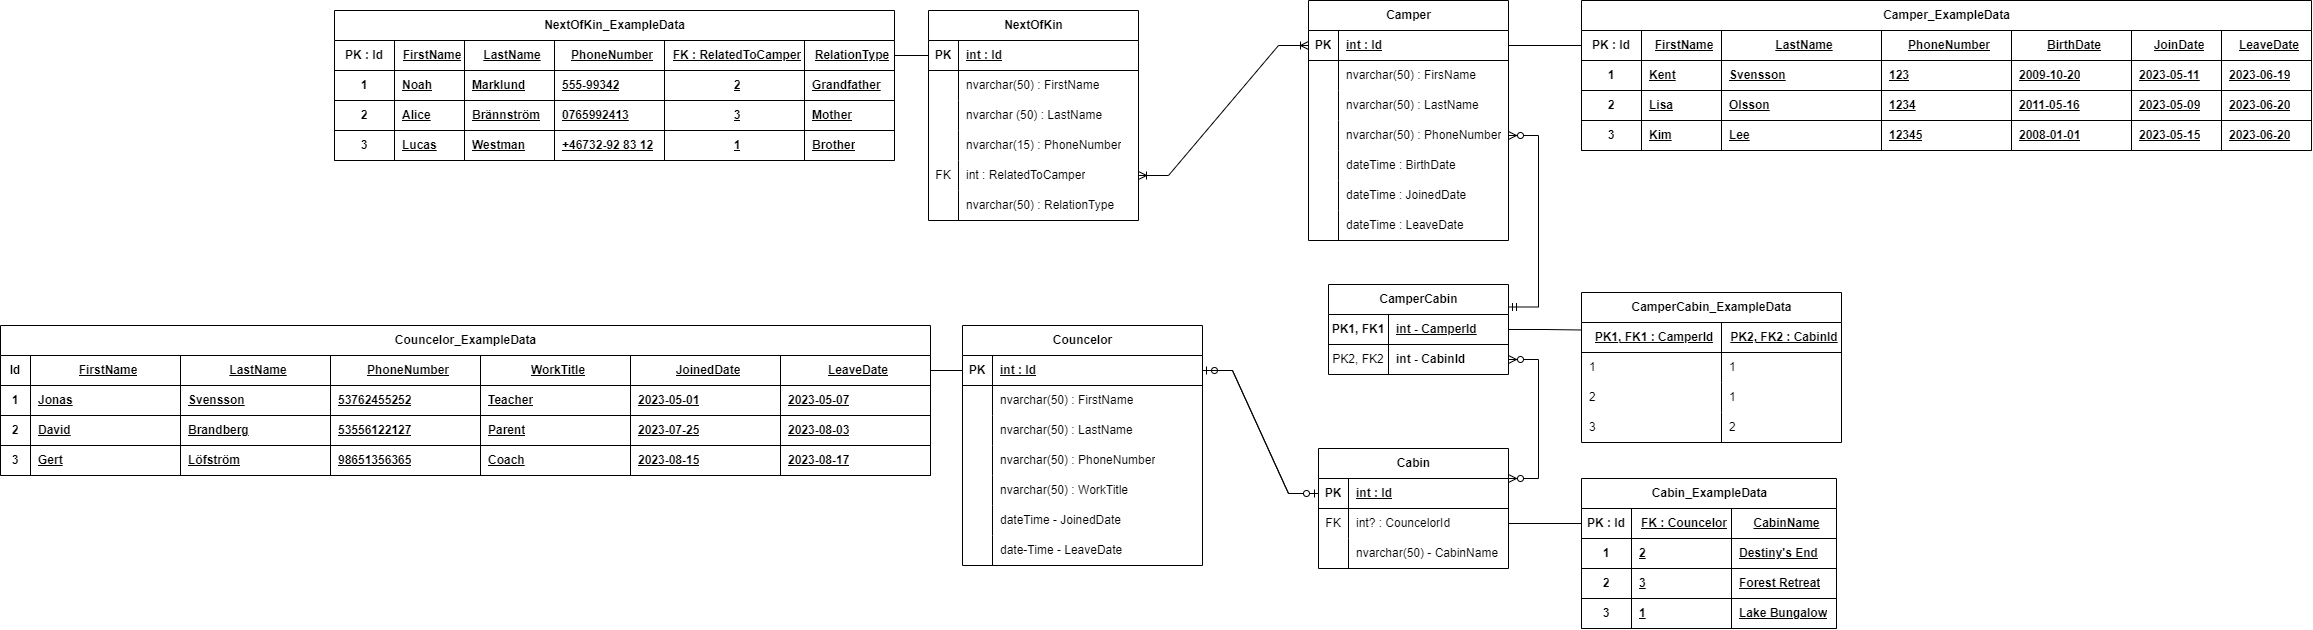 NextOfKin_ExampleData
PK : Id FirstName LastName PhoneNumber FK : RelatedToCamper RelationType
1 Noah Marklund 555-99342 2 Grandfather
2 Alice Brännström 0765992413 3 Mother
3 Lucas Westman +46732-92 83 12 1 Brother
NextOfKin
PK int : Id
nvarchar(50) : FirstName
nvarchar (50) : LastName
nvarchar(15) : PhoneNumber
FK int : RelatedToCamper
nvarchar(50) : RelationType
Camper
PK int : Id
nvarchar(50) : FirsName
nvarchar(50) : LastName
nvarchar(50) : PhoneNumber
dateTime : BirthDate
dateTime : JoinedDate
dateTime : LeaveDate
Camper_ExampleData
PK : Id FirstName LastName PhoneNumber BirthDate JoinDate LeaveDate
1 Kent Svensson 123 2009-10-20 2023-05-11 2023-06-19
2 Lisa Olsson 1234 2011-05-16 2023-05-09 2023-06-20
3 Kim Lee 12345 2008-01-01 2023-05-15 2023-06-20
CamperCabin
PK1, FK1 int - CamperId
PK2, FK2 int - CabinId
CamperCabin_ExampleData
PK1, FK1 : CamperId PK2, FK2 : CabinId
1 1
2 1
3 2
Councelor_ExampleData
Id FirstName LastName PhoneNumber WorkTitle JoinedDate LeaveDate
1 Jonas Svensson 53762455252 Teacher 2023-05-01 2023-05-07
2 David Brandberg 53556122127 Parent 2023-07-25 2023-08-03
3 Gert Löfström 98651356365 Coach 2023-08-15 2023-08-17
Councelor
PK int : Id
nvarchar(50) : FirstName
nvarchar(50) : LastName
nvarchar(50) : PhoneNumber
nvarchar(50) : WorkTitle
dateTime - JoinedDate
date-Time - LeaveDate
Cabin
PK int : Id
FK int? : CouncelorId
nvarchar(50) - CabinName
Cabin_ExampleData
PK : Id FK : Councelor CabinName
1 2 Destiny's End
2 3 Forest Retreat
3 1 Lake Bungalow